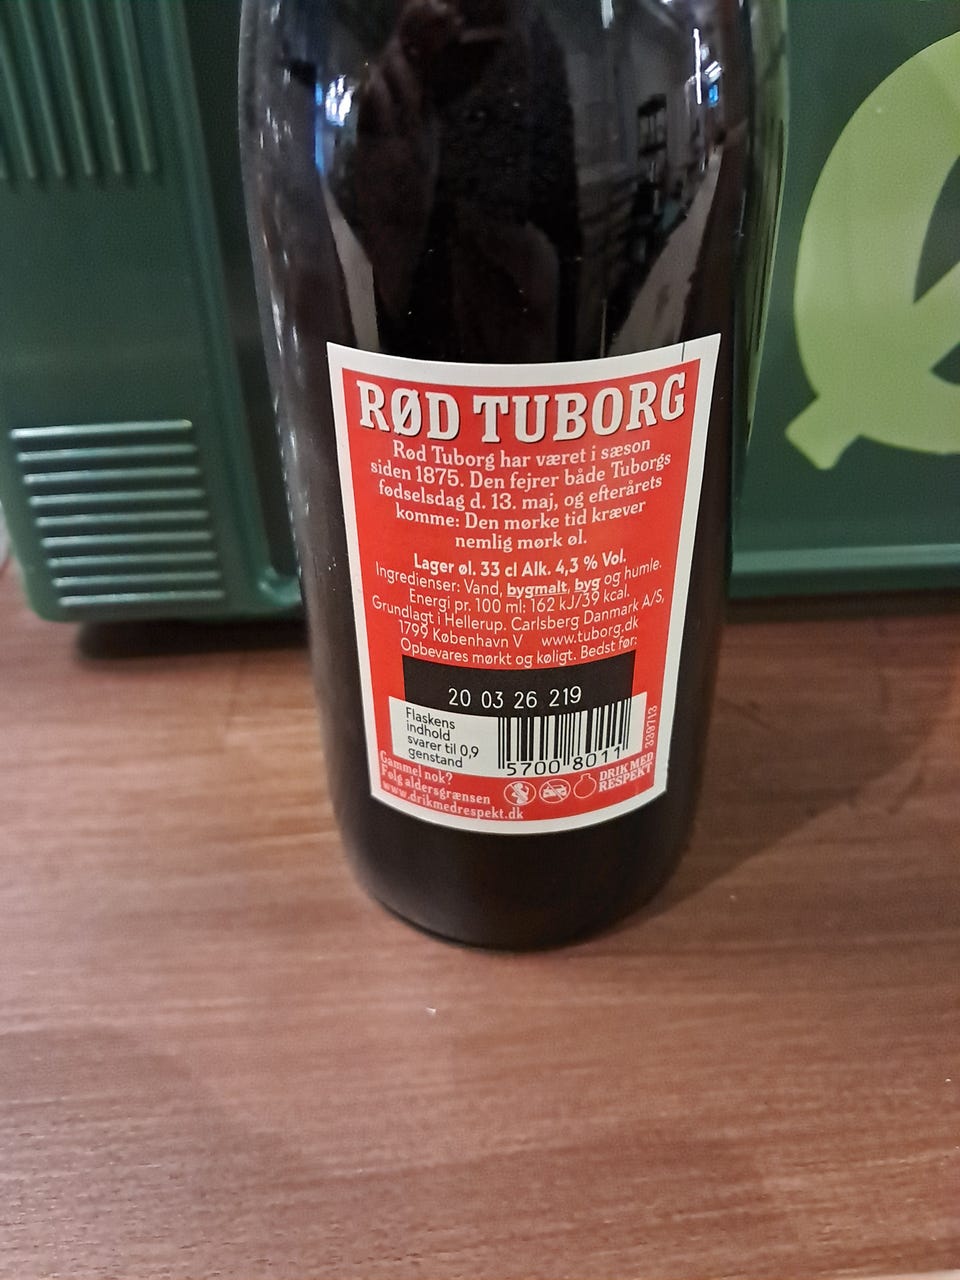 RØD TUBORG
Rød Tuborg har været i sæson
siden 1875. Den fejrer både Tuborgs
fødselsdag d. 13. maj, og efterårets
komme: Den mørke tid kræver
nemlig mørk øl.
Lager øl. 33 cl Alk. 4,3 % Vol.
Ingredienser: Vand, bygmalt, byg og humle.
Energi pr. 100 ml: 162 kJ/39 kcal.
Grundlagt i Hellerup. Carlsberg Danmark A/S,
1799 København V www.tuborg.dk
Opbevares mørkt og køligt. Bedst før:
20 03 26 219
Flaskens
indhold
svarer til 0,9
genstand
5700 8011
339713
Gammel nok?
Følg aldersgrænsen
www.drikmedrespekt.dk
DRIK MED
RESPEKT